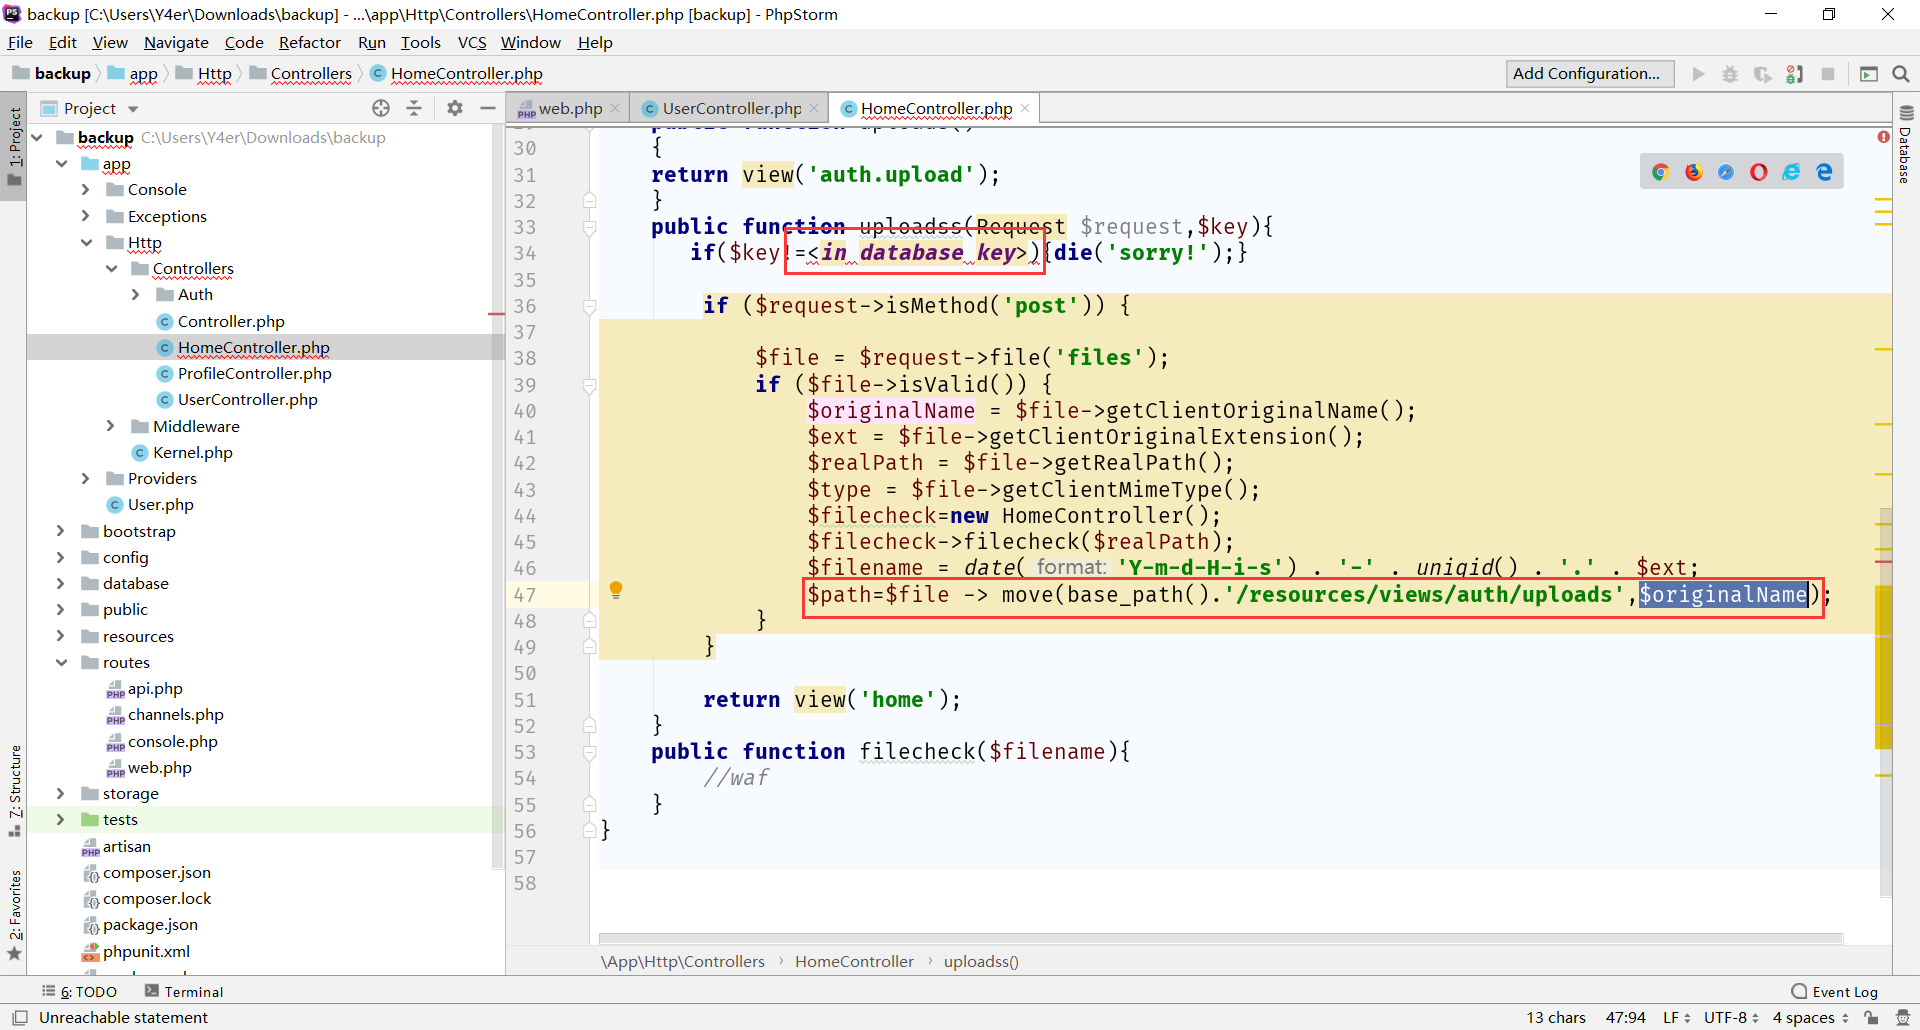 backup [C:\Users\Y4er\Downloads\backup] - ...\app\Http\Controllers\HomeController.php [backup] - PhpStorm
File Edit View Navigate Code Refactor Run Tools VCS Window Help
backup app Http Controllers HomeController.php Add Configuration...
Project
web.php UserController.php HomeController.php
1: Project
7: Structure
2: Favorites
Database
backup C:\Users\Y4er\Downloads\backup
app
Console
Exceptions
Http
Controllers
Auth
Controller.php
HomeController.php
ProfileController.php
UserController.php
Middleware
Kernel.php
Providers
User.php
bootstrap
config
database
public
resources
routes
api.php
channels.php
console.php
web.php
storage
tests
artisan
composer.json
composer.lock
package.json
phpunit.xml
30 {
31 return view('auth.upload');
32 }
33 public function uploadss(Request $request,$key){
34 if($key!=<in database key>){die('sorry!');}
35
36 if ($request->isMethod('post')) {
37
38 $file = $request->file('files');
39 if ($file->isValid()) {
40 $originalName = $file->getClientOriginalName();
41 $ext = $file->getClientOriginalExtension();
42 $realPath = $file->getRealPath();
43 $type = $file->getClientMimeType();
44 $filecheck=new HomeController();
45 $filecheck->filecheck($realPath);
46 $filename = date( format: 'Y-m-d-H-i-s') . '-' . uniqid() . '.' . $ext;
47 $path=$file -> move(base_path().'/resources/views/auth/uploads',$originalName);
48 }
49 }
50
51 return view('home');
52 }
53 public function filecheck($filename){
54 //waf
55 }
56 }
57
58
\App\Http\Controllers › HomeController › uploadss()
6: TODO Terminal Event Log
Unreachable statement 13 chars 47:94 LF UTF-8 4 spaces